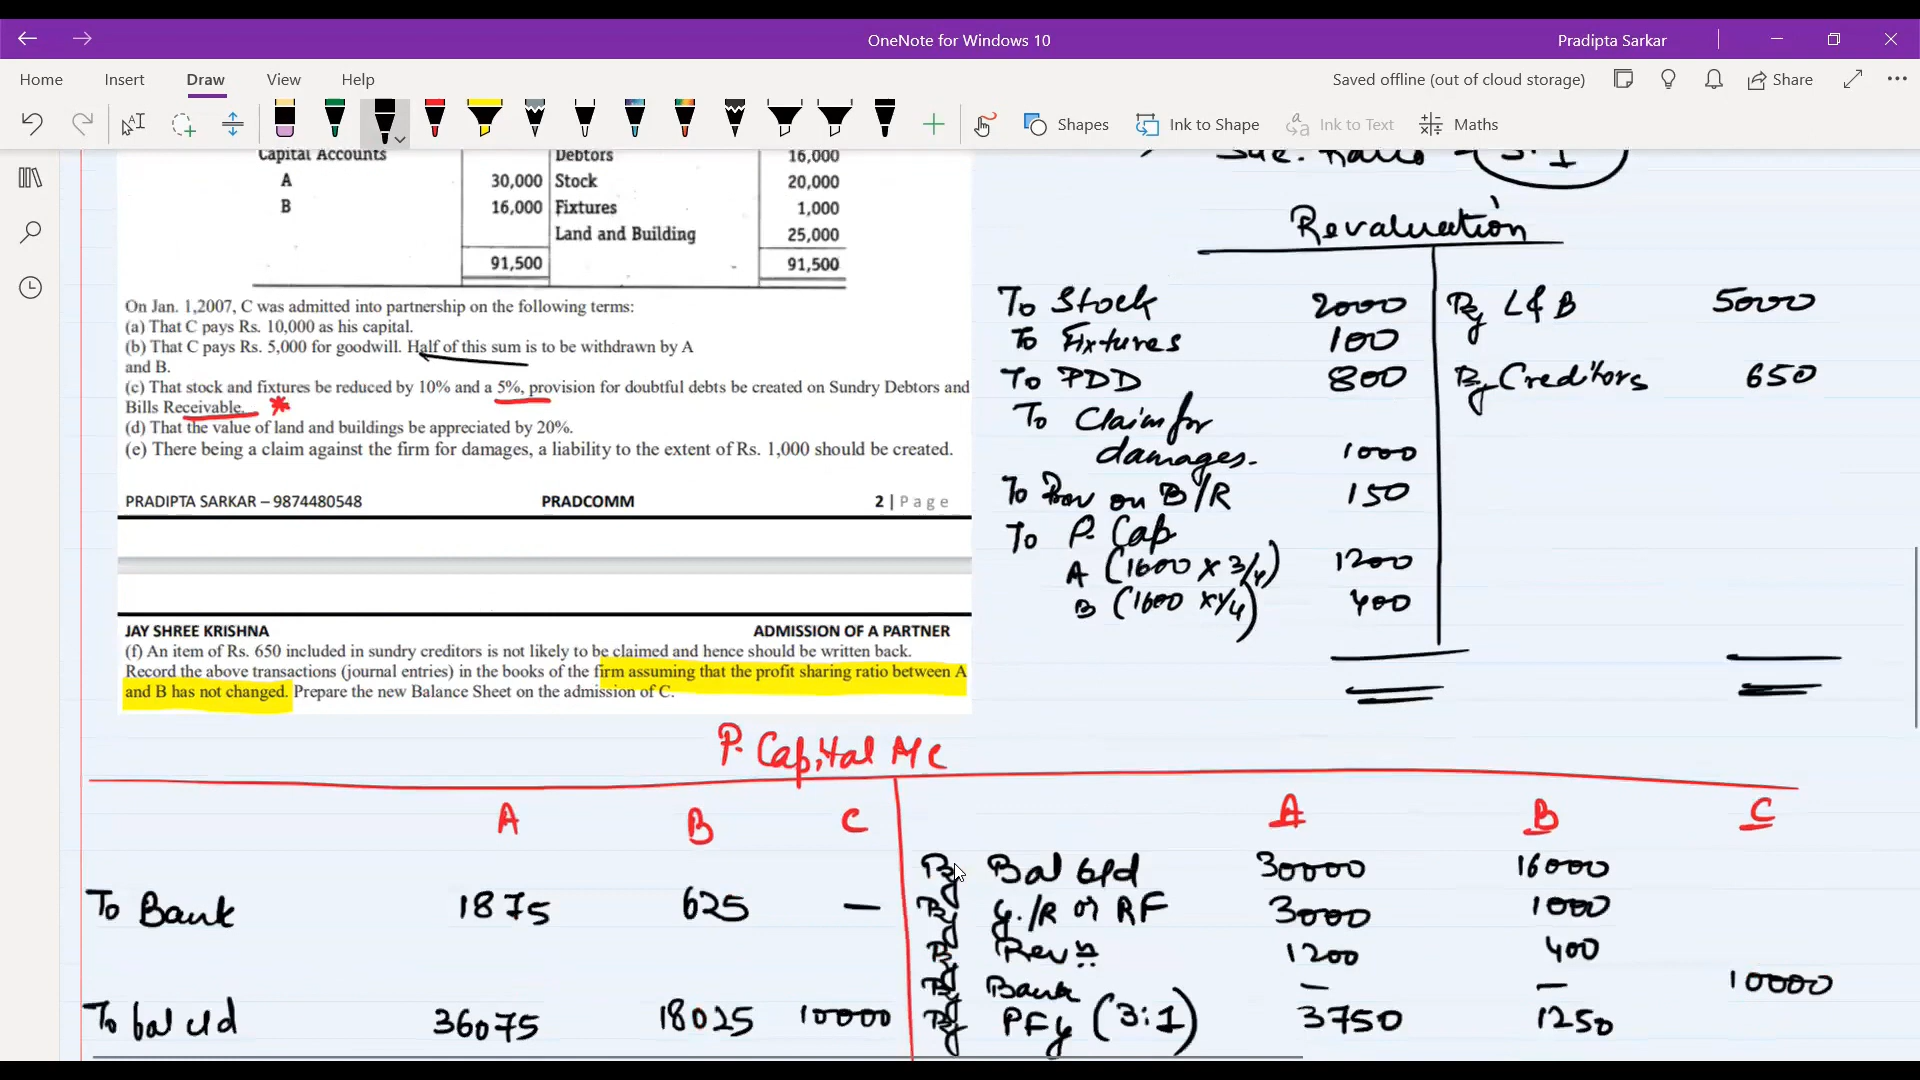 OneNote for Windows 10
Pradipta Sarkar
Home Insert Draw View Help
Saved offline (out of cloud storage)
Share
Shapes
Ink to Shape
Ink to Text
Maths
Capital Accounts Debtors 16,000
A 30,000 Stock 20,000
B 16,000 Fixtures 1,000
Land and Building 25,000
91,500 91,500
On Jan. 1,2007, C was admitted into partnership on the following terms:
(a) That C pays Rs. 10,000 as his capital.
(b) That C pays Rs. 5,000 for goodwill. Half of this sum is to be withdrawn by A
and B.
(c) That stock and fixtures be reduced by 10% and a 5%, provision for doubtful debts be created on Sundry Debtors and
Bills Receivable.
(d) That the value of land and buildings be appreciated by 20%.
(e) There being a claim against the firm for damages, a liability to the extent of Rs. 1,000 should be created.
PRADIPTA SARKAR – 9874480548 PRADCOMM 2 | Page
JAY SHREE KRISHNA ADMISSION OF A PARTNER
(f) An item of Rs. 650 included in sundry creditors is not likely to be claimed and hence should be written back.
Record the above transactions (journal entries) in the books of the firm assuming that the profit sharing ratio between A
and B has not changed. Prepare the new Balance Sheet on the admission of C.
Ratio 3:1
Revaluation
To Stock 2000 By L & B 5000
To Fixtures 100
To PDD 800 By Creditors 650
To Claim for
damages. 1000
To Prov on B/R 150
To P. Cap
A (1600 x 3/4) 1200
B (1600 x 1/4) 400
P. Capital A/C
A B C A B C
By Bal b/d 30000 16000
To Bank 1875 625 — By G./R or RF 3000 1000
By Revn 1200 400
By Bank — — 10000
To bal c/d 36075 18025 10000 By PFG (3:1) 3750 1250